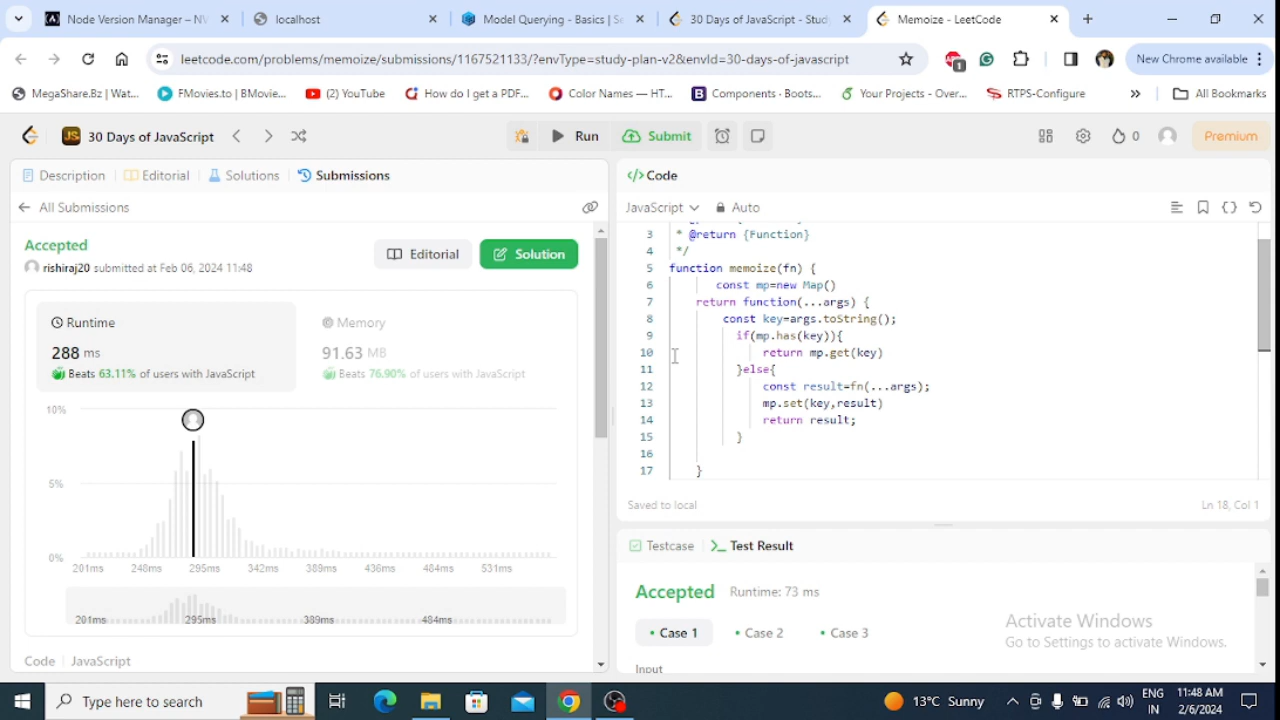 Node Version Manager – NV
localhost
Model Querying - Basics | Se
30 Days of JavaScript - Stud
Memoize - LeetCode
leetcode.com/problems/memoize/submissions/1167521133/?envType=study-plan-v2&envId=30-days-of-javascript
1
New Chrome available
MegaShare.Bz | Wat...
FMovies.to | BMovie...
(2) YouTube
How do I get a PDF...
Color Names — HT...
Components · Boots...
Your Projects - Over...
RTPS-Configure
All Bookmarks
JS 30 Days of JavaScript
Run
Submit
0
Premium
Description
Editorial
Solutions
Submissions
</> Code
All Submissions
JavaScript
Auto
Accepted
rishiraj20 submitted at Feb 06, 2024 11:48
Editorial
Solution
Runtime
288 ms
Beats 63.11% of users with JavaScript
Memory
91.63 MB
Beats 76.90% of users with JavaScript
10%
5%
0%
201ms 248ms 295ms 342ms 389ms 436ms 484ms 531ms
201ms 295ms 389ms 484ms
Code JavaScript
3 * @return {Function}
4 */
5 function memoize(fn) {
6 const mp=new Map()
7 return function(...args) {
8 const key=args.toString();
9 if(mp.has(key)){
10 return mp.get(key)
11 }else{
12 const result=fn(...args);
13 mp.set(key,result)
14 return result;
15 }
16
17 }
Saved to local
Ln 18, Col 1
Testcase
Test Result
Accepted Runtime: 73 ms
• Case 1 • Case 2 • Case 3
Input
Activate Windows
Go to Settings to activate Windows.
Type here to search
13°C Sunny
ENG
IN
11:48 AM
2/6/2024